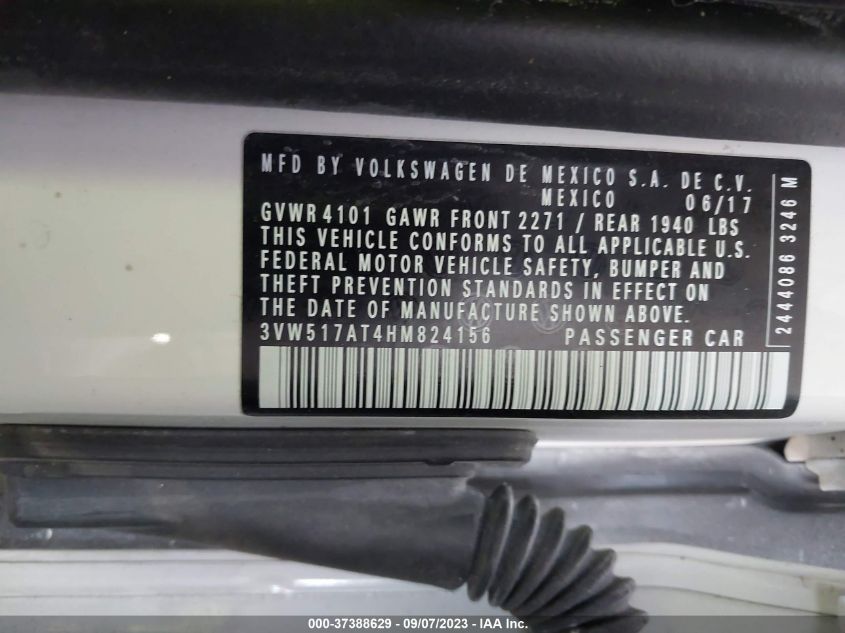 MFD BY VOLKSWAGEN DE MEXICO S.A. DE C.V.
MEXICO 06/17
GVWR 4101 GAWR FRONT 2271 / REAR 1940 LBS
THIS VEHICLE CONFORMS TO ALL APPLICABLE U.S.
FEDERAL MOTOR VEHICLE SAFETY, BUMPER AND
THEFT PREVENTION STANDARDS IN EFFECT ON
THE DATE OF MANUFACTURE SHOWN ABOVE.
3VW517AT4HM824156 PASSENGER CAR
2444086 3246 M
000-37388629 - 09/07/2023 - IAA Inc.